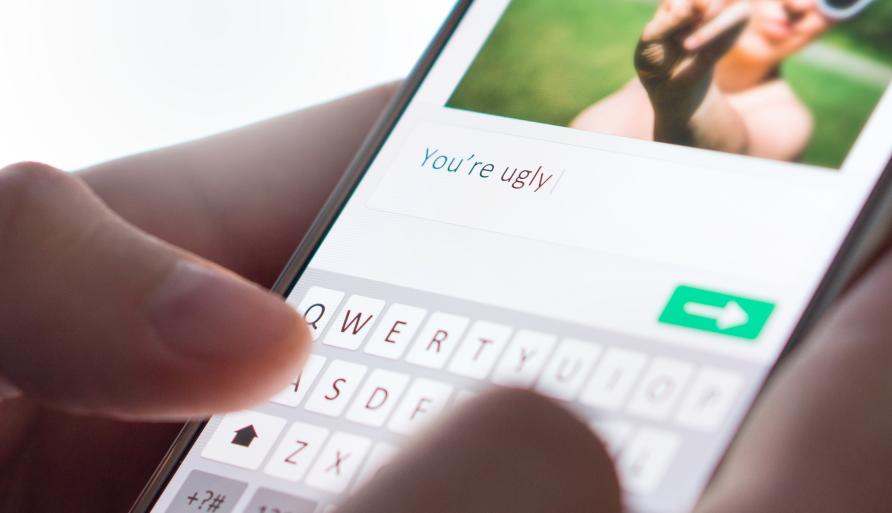 You're ugly
Q W E R T Y U I O P
A S D F
Z X
+?#